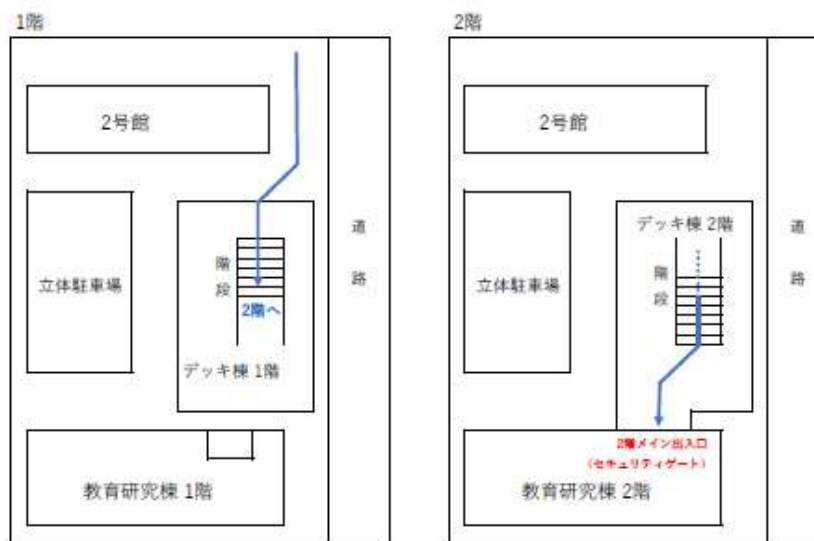 1階
2号館
立体駐車場
階段
2階へ
デッキ棟 1階
教育研究棟 1階
道路
2階
2号館
デッキ棟 2階
立体駐車場
階段
2階メイン出入口
（セキュリティゲート）
教育研究棟 2階
道路